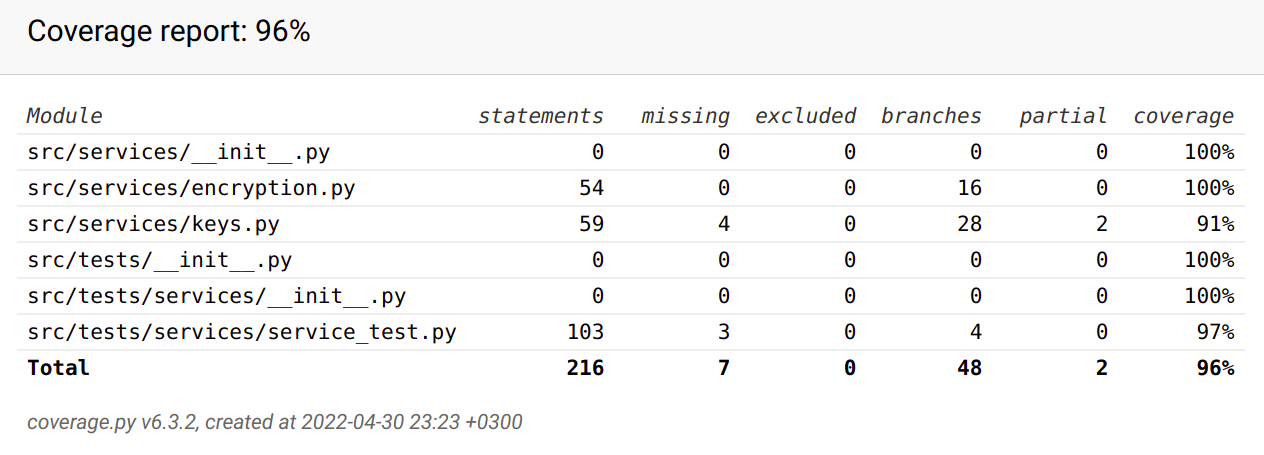 Coverage report: 96%
Module statements missing excluded branches partial coverage
src/services/__init__.py 0 0 0 0 0 100%
src/services/encryption.py 54 0 0 16 0 100%
src/services/keys.py 59 4 0 28 2 91%
src/tests/__init__.py 0 0 0 0 0 100%
src/tests/services/__init__.py 0 0 0 0 0 100%
src/tests/services/service_test.py 103 3 0 4 0 97%
Total 216 7 0 48 2 96%
coverage.py v6.3.2, created at 2022-04-30 23:23 +0300